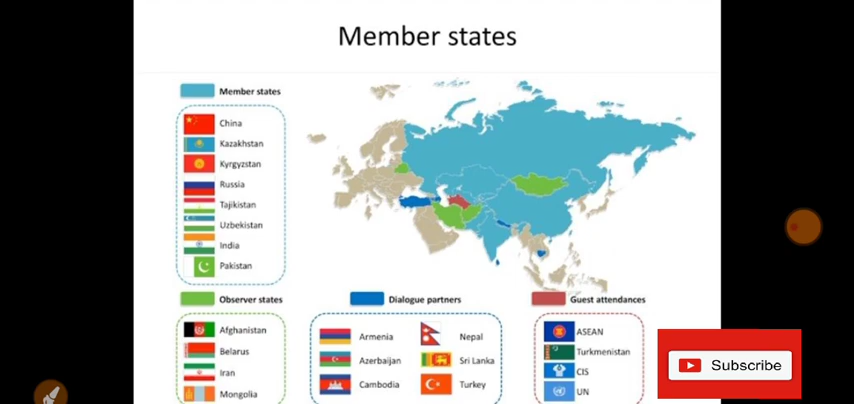 Member states
Member states
China
Kazakhstan
Kyrgyzstan
Russia
Tajikistan
Uzbekistan
India
Pakistan
Observer states
Afghanistan
Belarus
Iran
Mongolia
Dialogue partners
Armenia
Azerbaijan
Cambodia
Nepal
Sri Lanka
Turkey
Guest attendances
ASEAN
Turkmenistan
CIS
UN
Subscribe